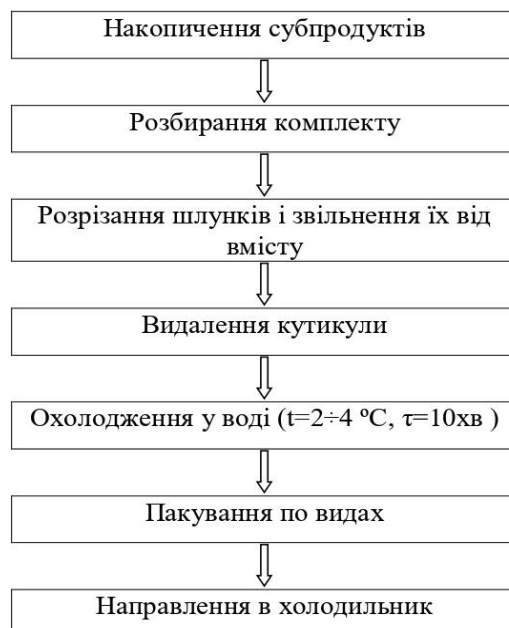 Накопичення субпродуктів
Розбирання комплекту
Розрізання шлунків і звільнення їх від
вмісту
Видалення кутикули
Охолодження у воді (t=2÷4 ºC, τ=10хв )
Пакування по видах
Направлення в холодильник